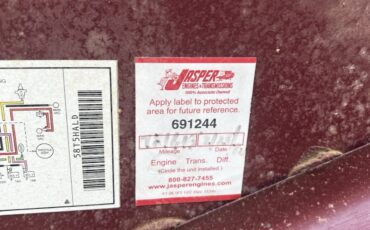 JASPER
ENGINES & TRANSMISSIONS
100% Associate Owned
Apply label to protected
area for future reference.
691244
Mileage Date
Engine Trans. Diff.
(Circle the unit installed.)
800-827-7455
www.jasperengines.com
58T5HALD